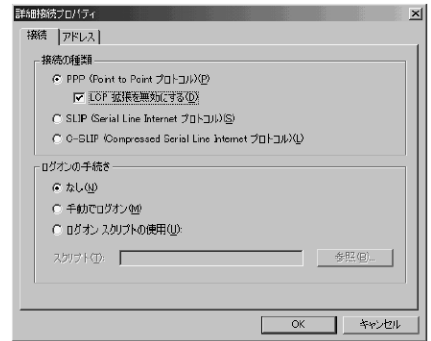 詳細接続プロパティ
接続 アドレス
接続の種類
PPP (Point to Point プロトコル)(P)
LCP 拡張を無効にする(D)
SLIP (Serial Line Internet プロトコル)(S)
C-SLIP (Compressed Serial Line Internet プロトコル)(L)
ログオンの手続き
なし(N)
手動でログオン(M)
ログオン スクリプトの使用(U):
スクリプト(T): 参照(B)...
OK キャンセル